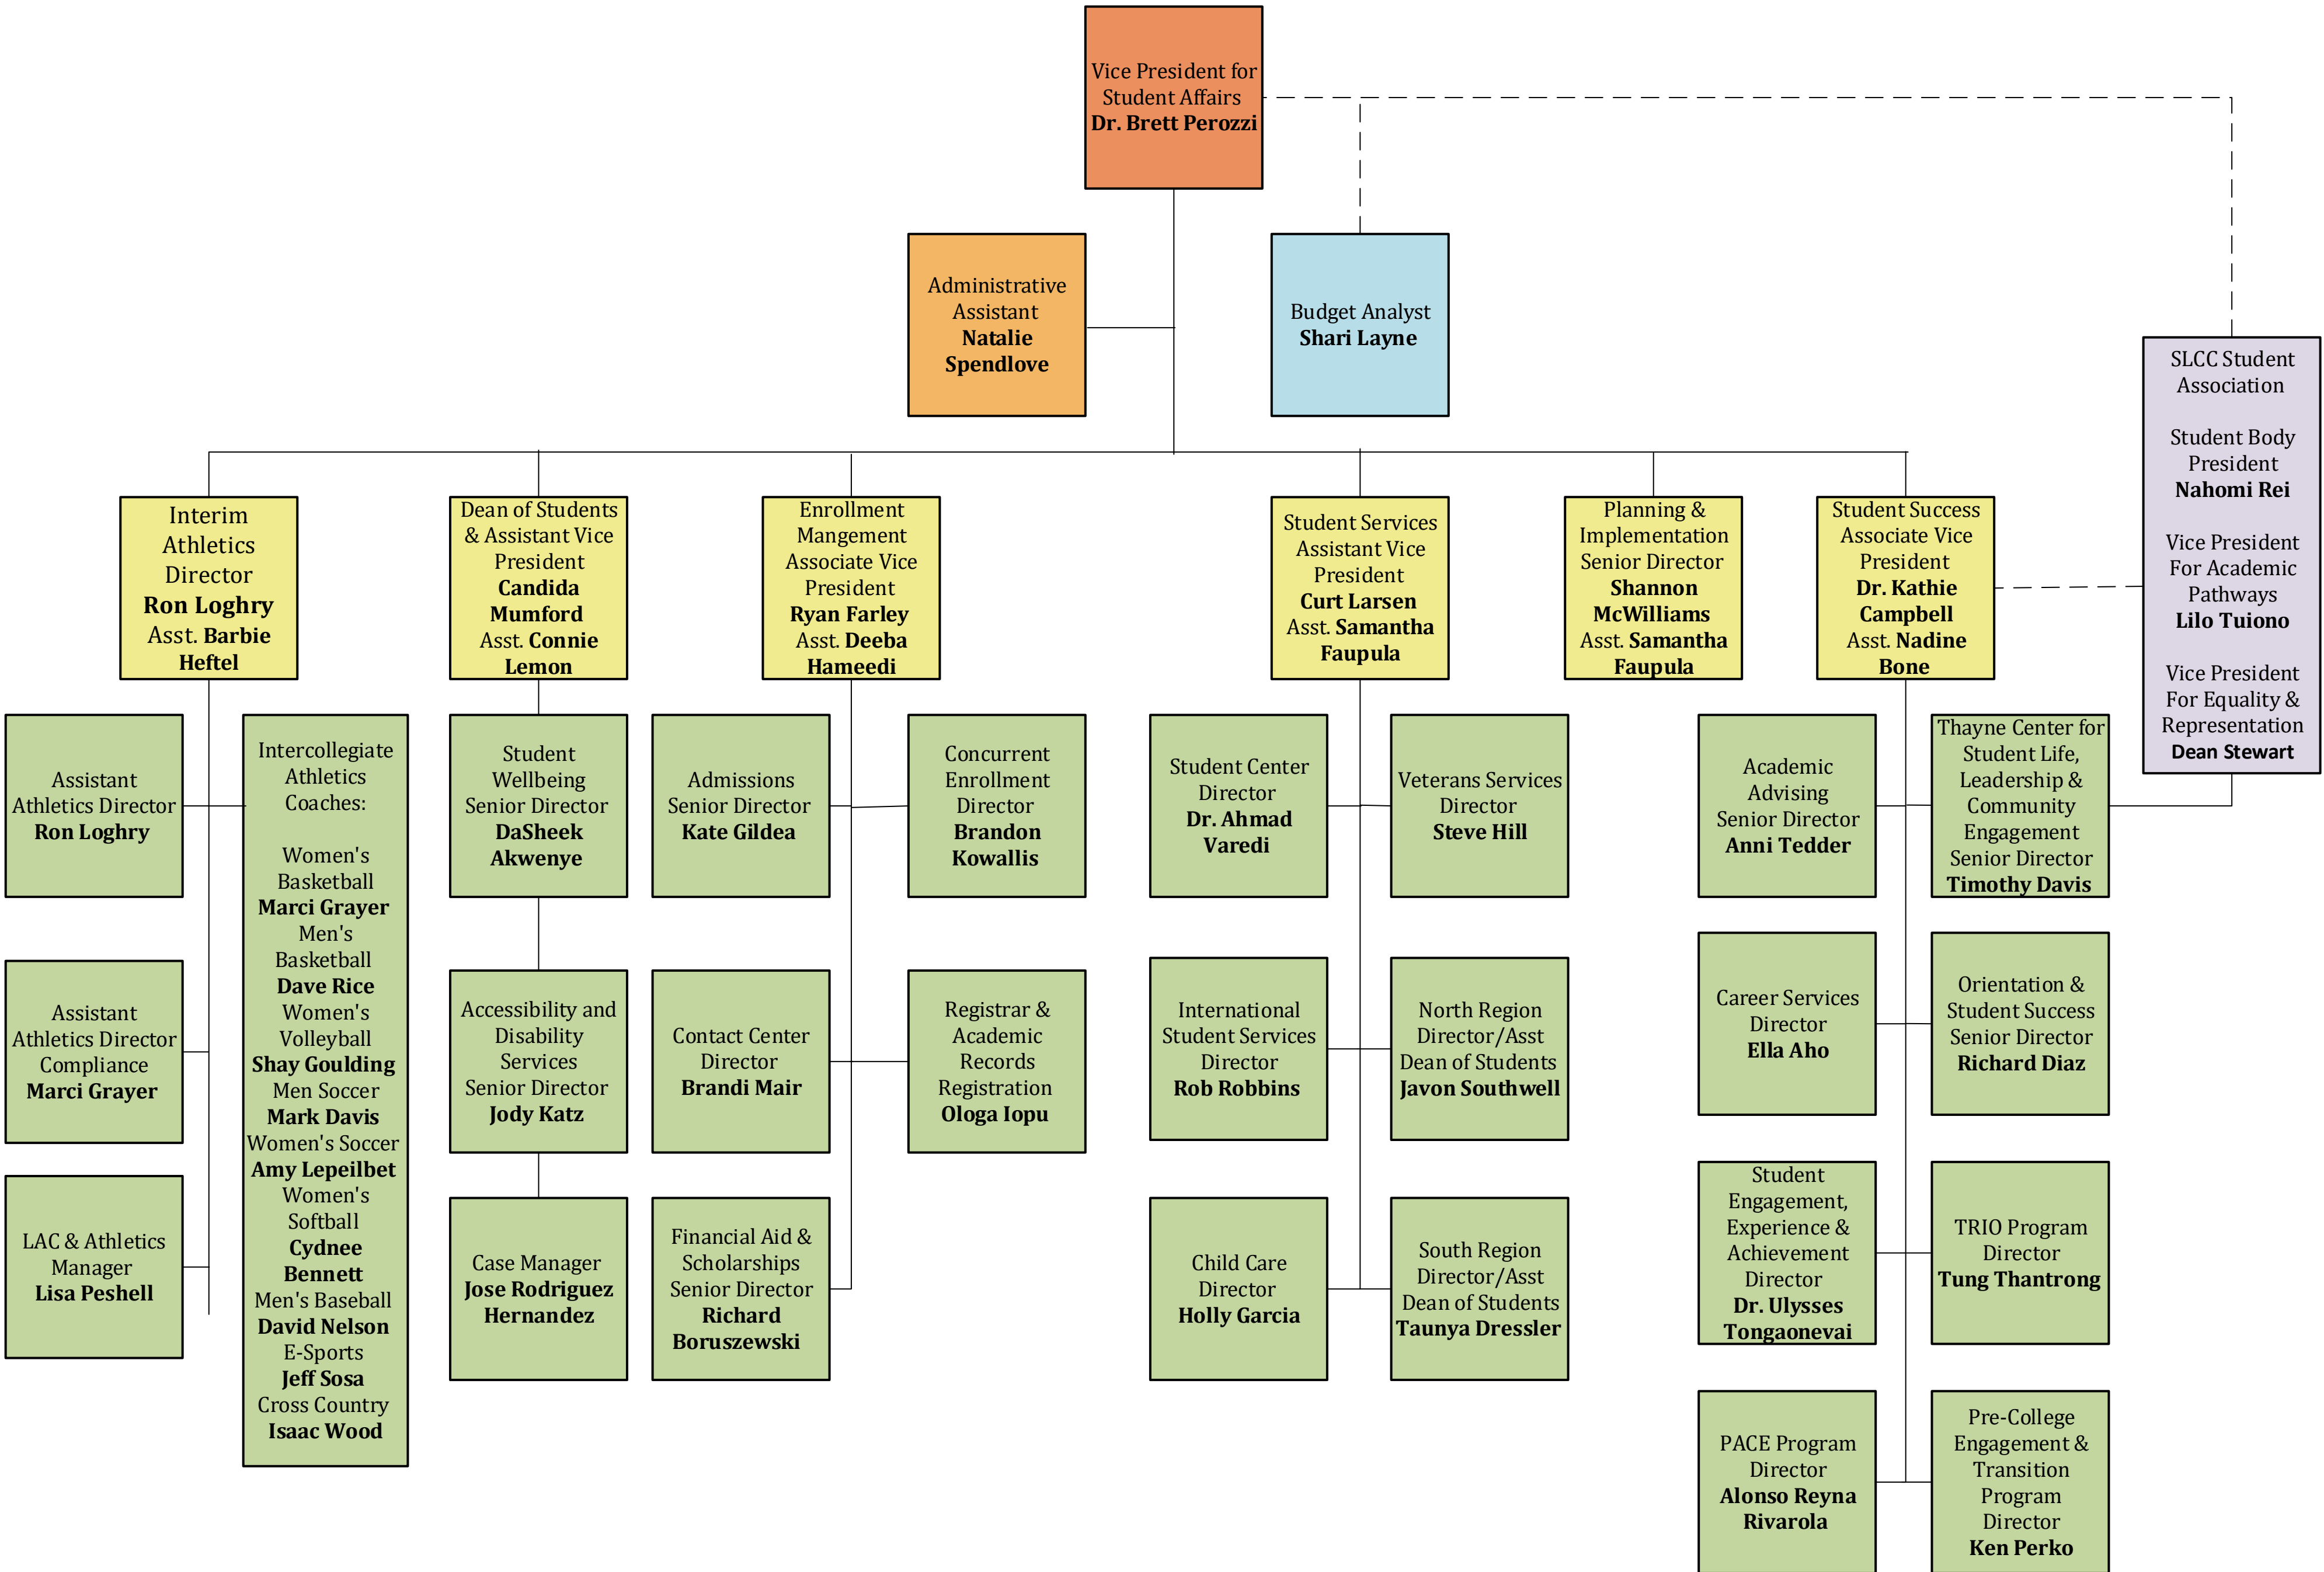 Vice President for
Student Affairs
Dr. Brett Perozzi
Administrative
Assistant
Natalie
Spendlove
Budget Analyst
Shari Layne
SLCC Student
Association
Student Body
President
Nahomi Rei
Vice President
For Academic
Pathways
Lilo Tuiono
Vice President
For Equality &
Representation
Dean Stewart
Interim
Athletics
Director
Ron Loghry
Asst. Barbie
Heftel
Dean of Students
& Assistant Vice
President
Candida
Mumford
Asst. Connie
Lemon
Enrollment
Mangement
Associate Vice
President
Ryan Farley
Asst. Deeba
Hameedi
Student Services
Assistant Vice
President
Curt Larsen
Asst. Samantha
Faupula
Planning &
Implementation
Senior Director
Shannon
McWilliams
Asst. Samantha
Faupula
Student Success
Associate Vice
President
Dr. Kathie
Campbell
Asst. Nadine
Bone
Assistant
Athletics Director
Ron Loghry
Intercollegiate
Athletics
Coaches:
Women's
Basketball
Marci Grayer
Men's
Basketball
Dave Rice
Women's
Volleyball
Shay Goulding
Men Soccer
Mark Davis
Women's Soccer
Amy Lepeilbet
Women's
Softball
Cydnee
Bennett
Men's Baseball
David Nelson
E-Sports
Jeff Sosa
Cross Country
Isaac Wood
Student
Wellbeing
Senior Director
DaSheek
Akwenye
Admissions
Senior Director
Kate Gildea
Concurrent
Enrollment
Director
Brandon
Kowallis
Student Center
Director
Dr. Ahmad
Varedi
Veterans Services
Director
Steve Hill
Academic
Advising
Senior Director
Anni Tedder
Thayne Center for
Student Life,
Leadership &
Community
Engagement
Senior Director
Timothy Davis
Assistant
Athletics Director
Compliance
Marci Grayer
Accessibility and
Disability
Services
Senior Director
Jody Katz
Contact Center
Director
Brandi Mair
Registrar &
Academic
Records
Registration
Ologa Iopu
International
Student Services
Director
Rob Robbins
North Region
Director/Asst
Dean of Students
Javon Southwell
Career Services
Director
Ella Aho
Orientation &
Student Success
Senior Director
Richard Diaz
LAC & Athletics
Manager
Lisa Peshell
Case Manager
Jose Rodriguez
Hernandez
Financial Aid &
Scholarships
Senior Director
Richard
Boruszewski
Child Care
Director
Holly Garcia
South Region
Director/Asst
Dean of Students
Taunya Dressler
Student
Engagement,
Experience &
Achievement
Director
Dr. Ulysses
Tongaonevai
TRIO Program
Director
Tung Thantrong
PACE Program
Director
Alonso Reyna
Rivarola
Pre-College
Engagement &
Transition
Program
Director
Ken Perko